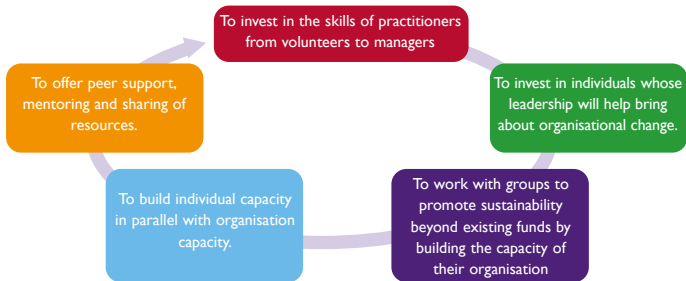 To invest in the skills of practitioners
from volunteers to managers
To invest in individuals whose
leadership will help bring
about organisational change.
To work with groups to
promote sustainability
beyond existing funds by
building the capacity of
their organisation
To build individual capacity
in parallel with organisation
capacity.
To offer peer support,
mentoring and sharing of
resources.